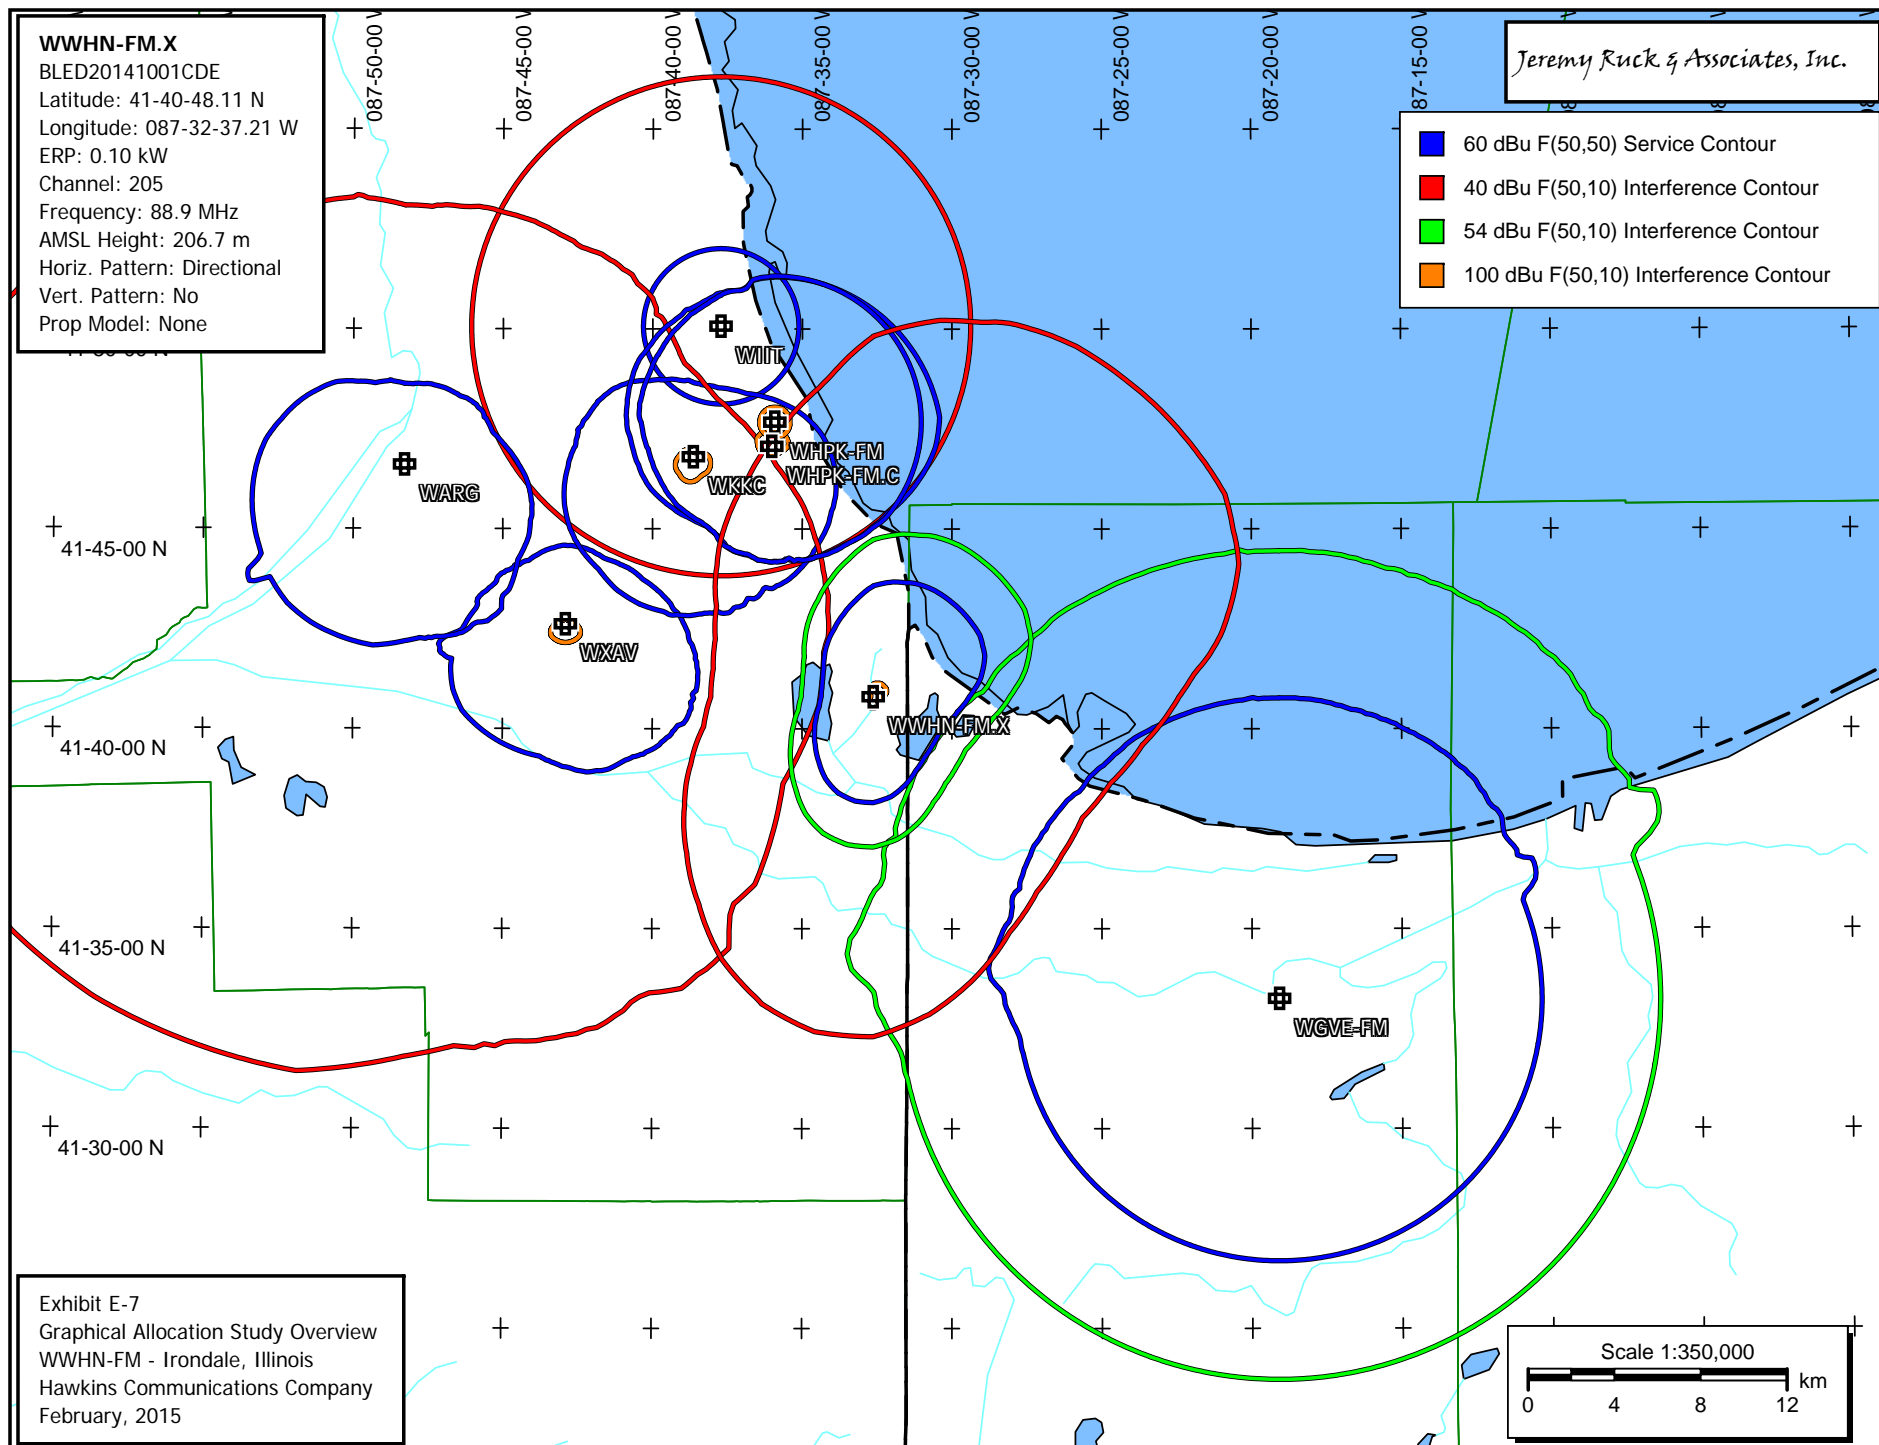 WWHN-FM.X
BLED20141001CDE
Latitude: 41-40-48.11 N
Longitude: 087-32-37.21 W
ERP: 0.10 kW
Channel: 205
Frequency: 88.9 MHz
AMSL Height: 206.7 m
Horiz. Pattern: Directional
Vert. Pattern: No
Prop Model: None
087-50-00 W
087-45-00 W
087-40-00 W
087-35-00 W
087-30-00 W
087-25-00 W
087-20-00 W
087-15-00 W
Jeremy Ruck & Associates, Inc.
60 dBu F(50,50) Service Contour
40 dBu F(50,10) Interference Contour
54 dBu F(50,10) Interference Contour
100 dBu F(50,10) Interference Contour
WIIT
WHPK-FM
WHPK-FM.C
WKKC
WARG
41-45-00 N
WXAV
WWHN-FM.X
41-40-00 N
41-35-00 N
WGVE-FM
41-30-00 N
Exhibit E-7
Graphical Allocation Study Overview
WWHN-FM - Irondale, Illinois
Hawkins Communications Company
February, 2015
Scale 1:350,000
km
0 4 8 12